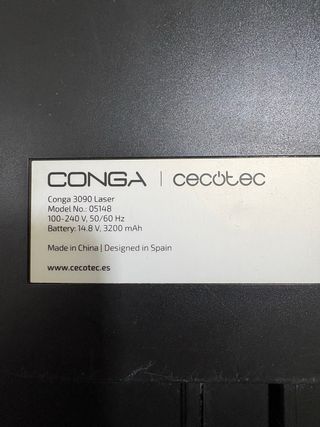 CONGA | cecotec
Conga 3090 Laser
Model No.: 05148
100-240 V, 50/60 Hz
Battery: 14.8 V, 3200 mAh
Made in China | Designed in Spain
www.cecotec.es